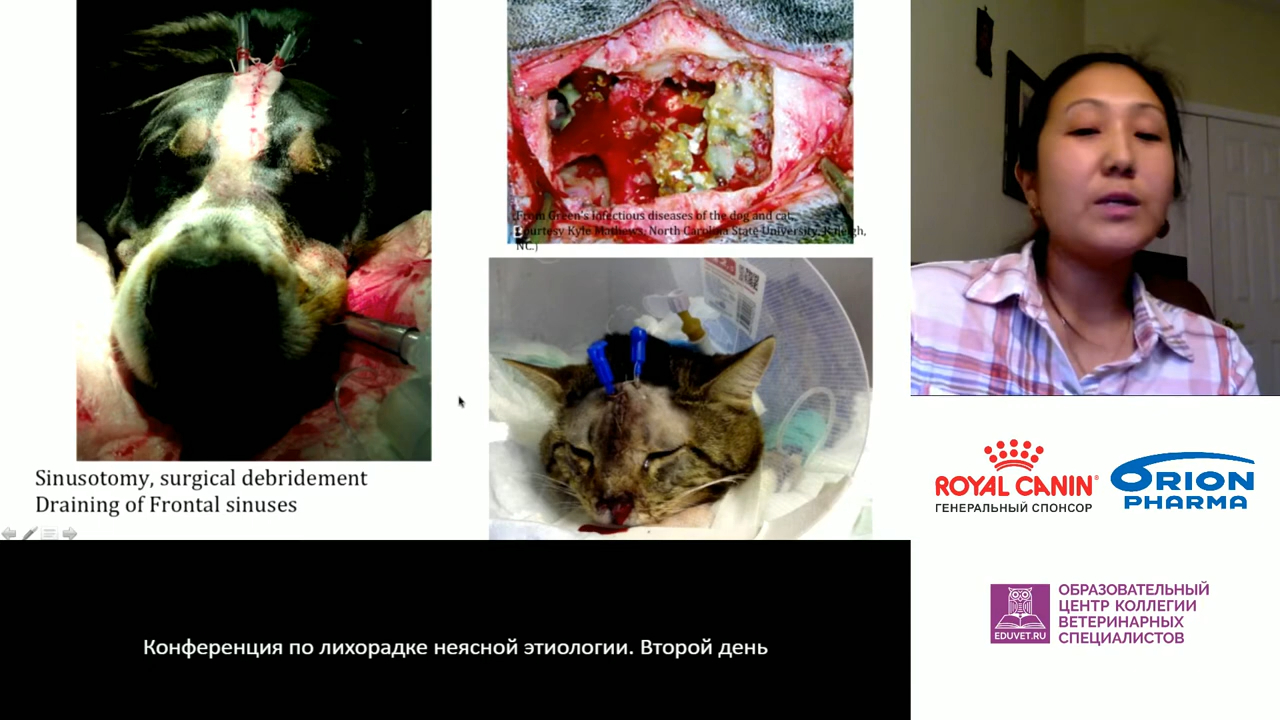 From Green's infectious diseases of the dog and cat.
Courtesy Kyle Mathews, North Carolina State University, Raleigh,
NC.)
Sinusotomy, surgical debridement
Draining of Frontal sinuses
ROYAL CANIN
ГЕНЕРАЛЬНЫЙ СПОНСОР
ORION
PHARMA
EDUVET.RU
ОБРАЗОВАТЕЛЬНЫЙ
ЦЕНТР КОЛЛЕГИИ
ВЕТЕРИНАРНЫХ
СПЕЦИАЛИСТОВ
Конференция по лихорадке неясной этиологии. Второй день